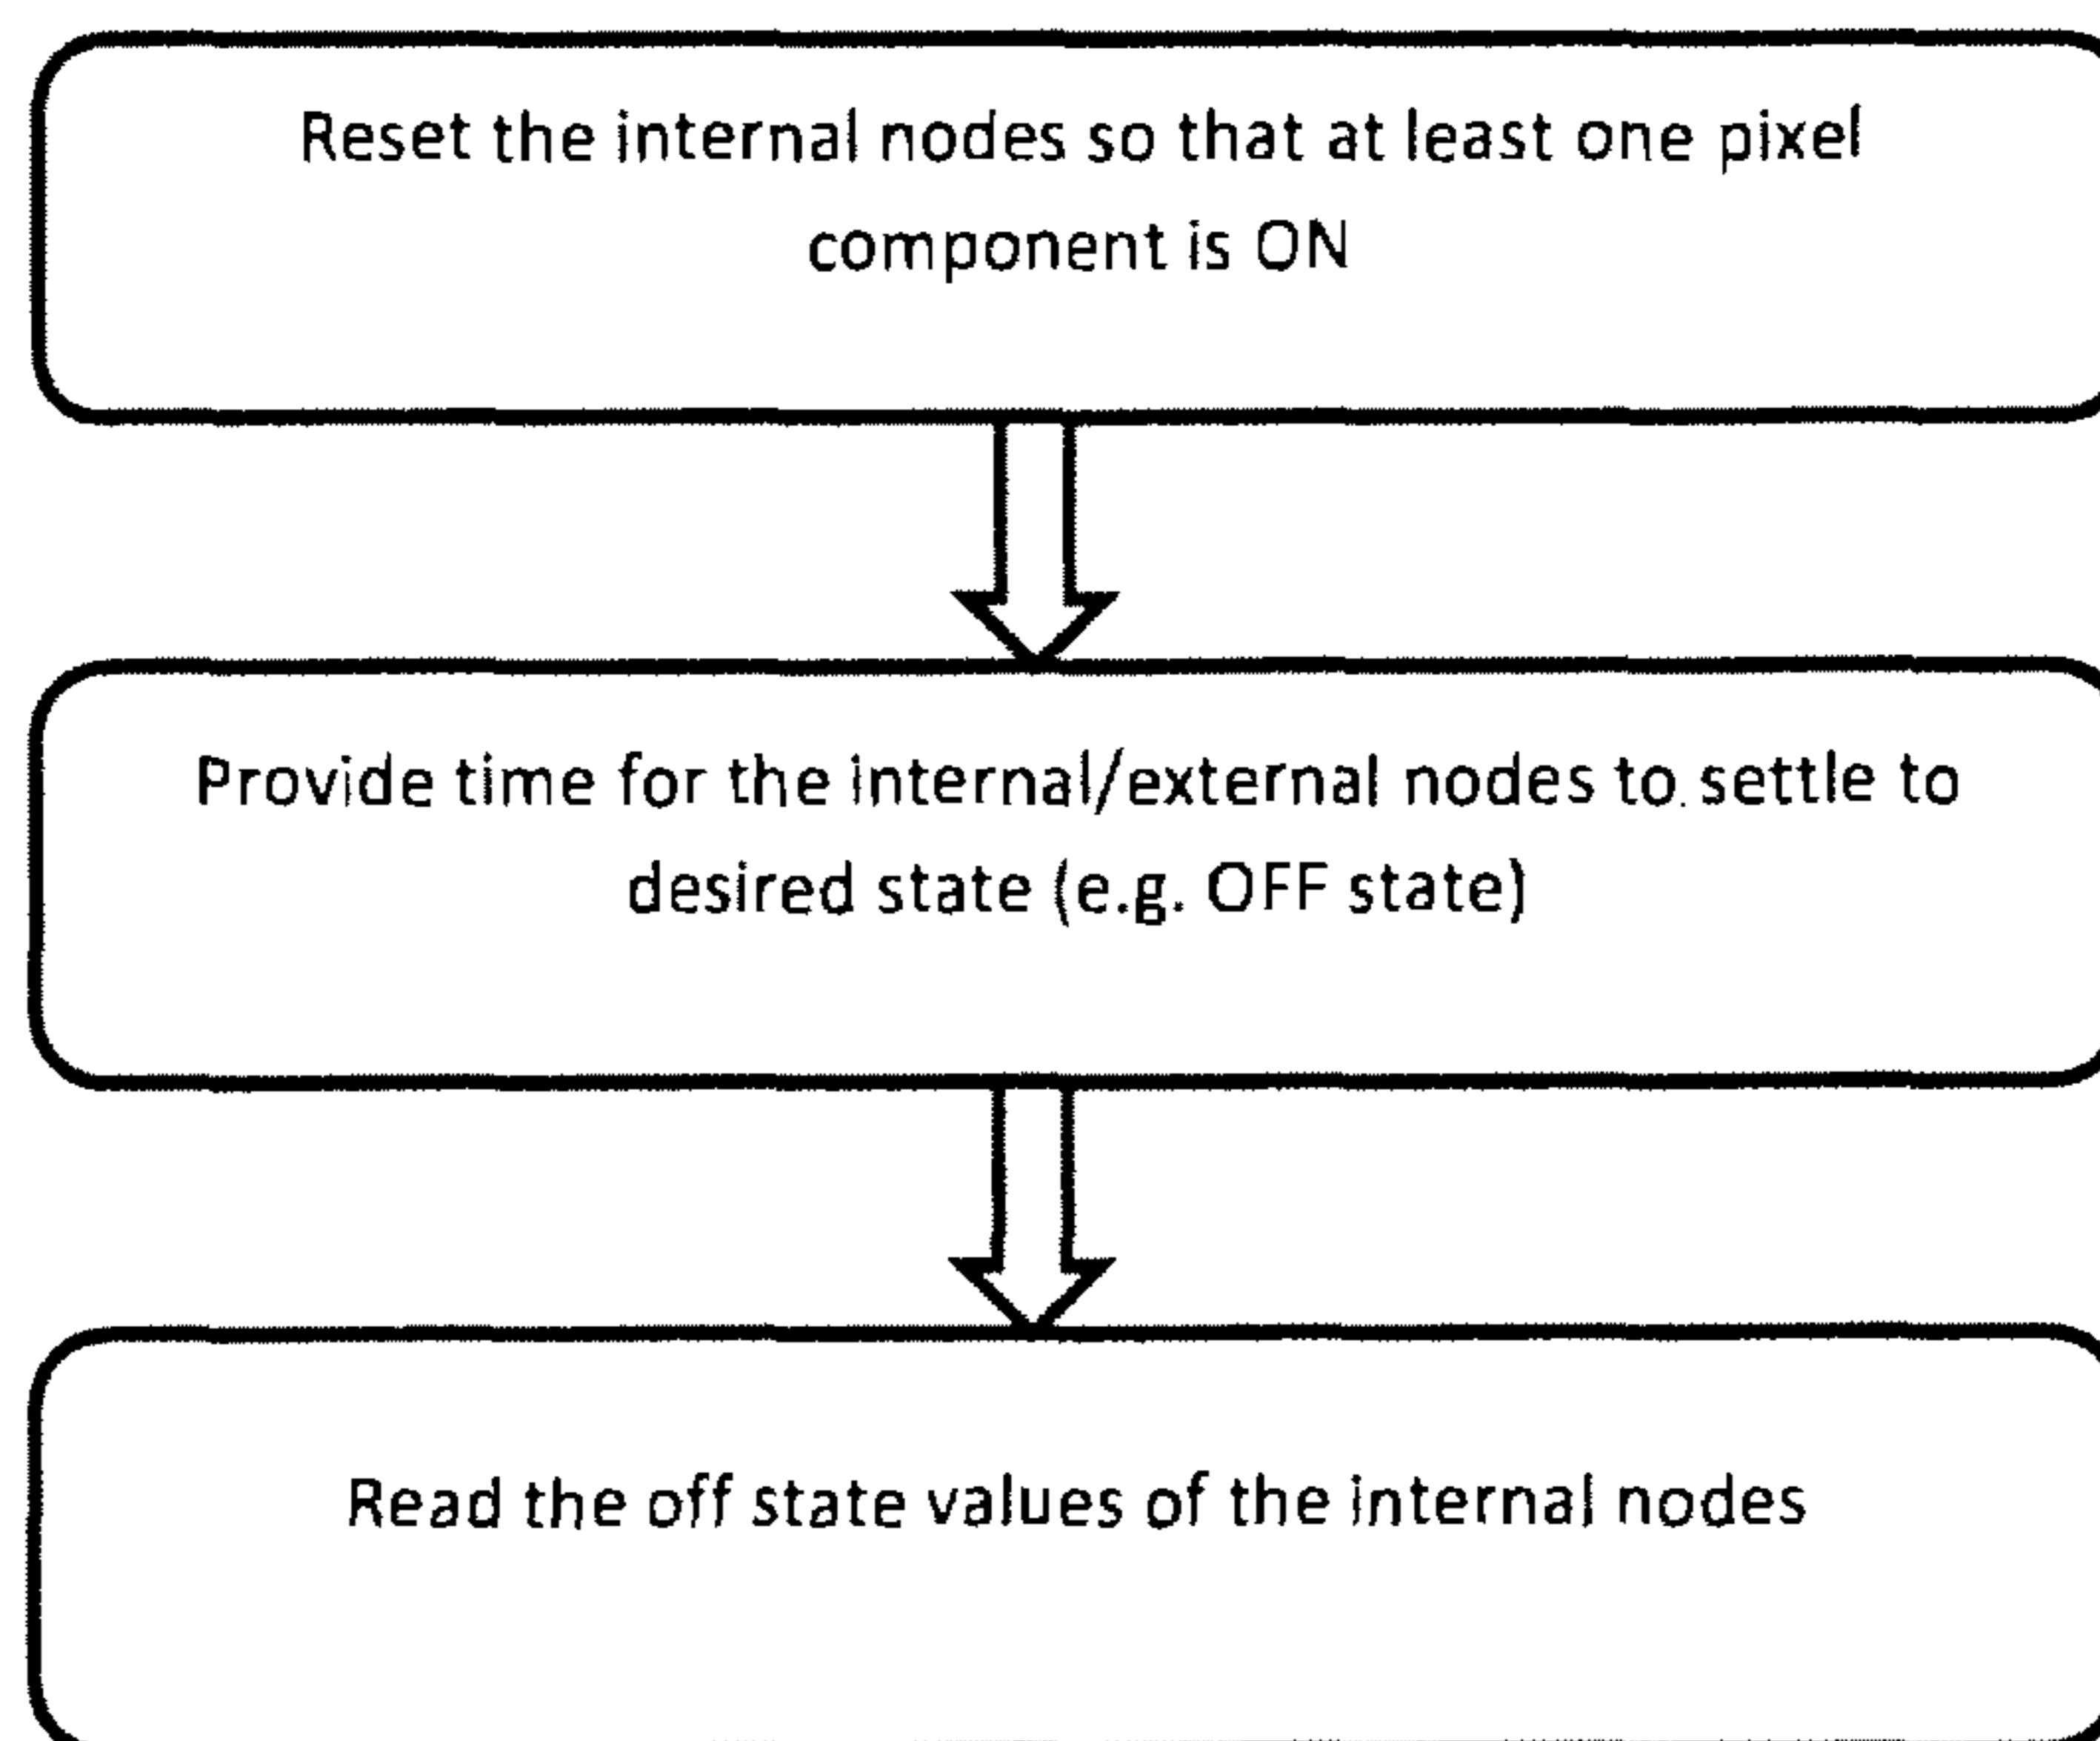 Reset the internal nodes so that at least one pixel
component is ON
Provide time for the internal/external nodes to settle to
desired state (e.g. OFF state)
Read the off state values of the internal nodes